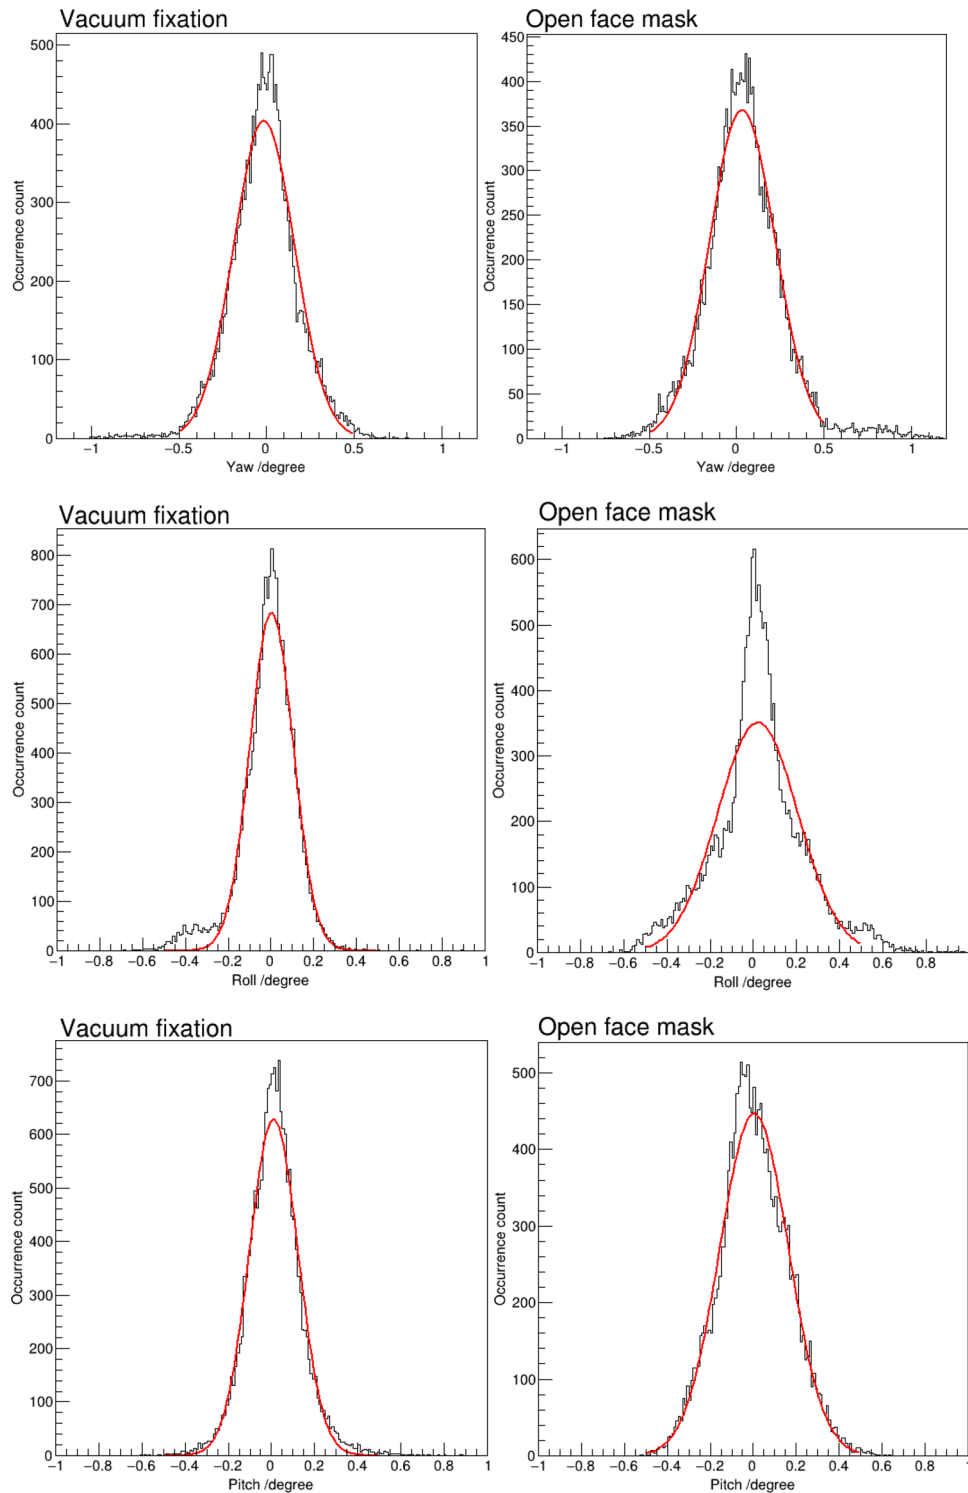 Vacuum fixation
500
400
300
200
100
0
−1 −0.5 0 0.5 1
Yaw /degree
Occurrence count
Open face mask
450
400
350
300
250
200
150
100
50
0
−1 −0.5 0 0.5 1
Yaw /degree
Occurrence count
Vacuum fixation
800
700
600
500
400
300
200
100
0
−1 −0.8 −0.6 −0.4 −0.2 0 0.2 0.4 0.6 0.8 1
Roll /degree
Occurrence count
Open face mask
600
500
400
300
200
100
0
−1 −0.8 −0.6 −0.4 −0.2 0 0.2 0.4 0.6 0.8 1
Roll /degree
Occurrence count
Vacuum fixation
700
600
500
400
300
200
100
0
−1 −0.8 −0.6 −0.4 −0.2 0 0.2 0.4 0.6 0.8 1
Pitch /degree
Occurrence count
Open face mask
500
400
300
200
100
0
−1 −0.8 −0.6 −0.4 −0.2 0 0.2 0.4 0.6 0.8 1
Pitch /degree
Occurrence count